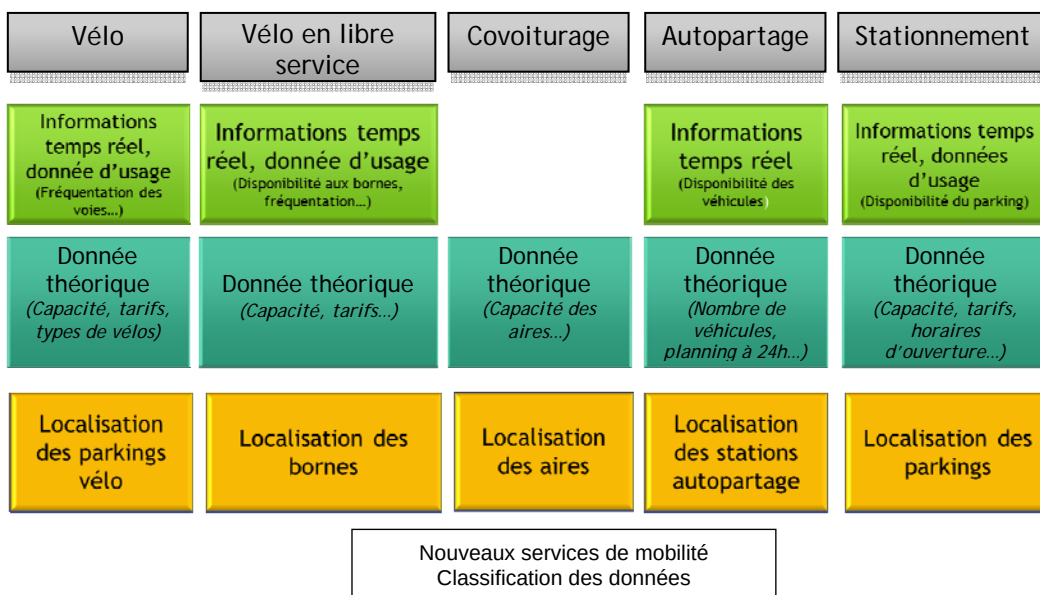 Vélo
Vélo en libre
service
Covoiturage
Autopartage
Stationnement
Informations
temps réel,
donnée d'usage
(Fréquentation des
voies…)
Informations temps
réel, donnée d'usage
(Disponibilité aux bornes,
fréquentation…)
Informations
temps réel
(Disponibilité des
véhicules)
Informations temps
réel, données
d'usage
(Disponibilité du parking)
Donnée
théorique
(Capacité, tarifs,
types de vélos)
Donnée théorique
(Capacité, tarifs…)
Donnée
théorique
(Capacité des
aires…)
Donnée
théorique
(Nombre de
véhicules,
planning à 24h…)
Donnée
théorique
(Capacité, tarifs,
horaires
d'ouverture…)
Localisation
des parkings
vélo
Localisation des
bornes
Localisation
des aires
Localisation
des stations
autopartage
Localisation des
parkings
Nouveaux services de mobilité
Classification des données